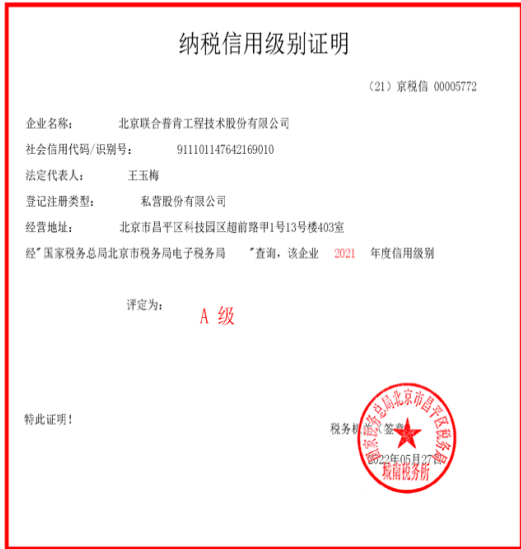 纳税信用级别证明
（21）京税信 00005772
企业名称： 北京联合普肯工程技术股份有限公司
社会信用代码/识别号： 911101147642169010
法定代表人： 王玉梅
登记注册类型： 私营股份有限公司
经营地址： 北京市昌平区科技园区超前路甲1号13号楼403室
经"国家税务总局北京市税务局电子税务局 "查询，该企业 2021 年度信用级别
评定为： A 级
特此证明！
国家税务总局北京市昌平区税务局
税务机关（签章
2022年05月27
城南税务所